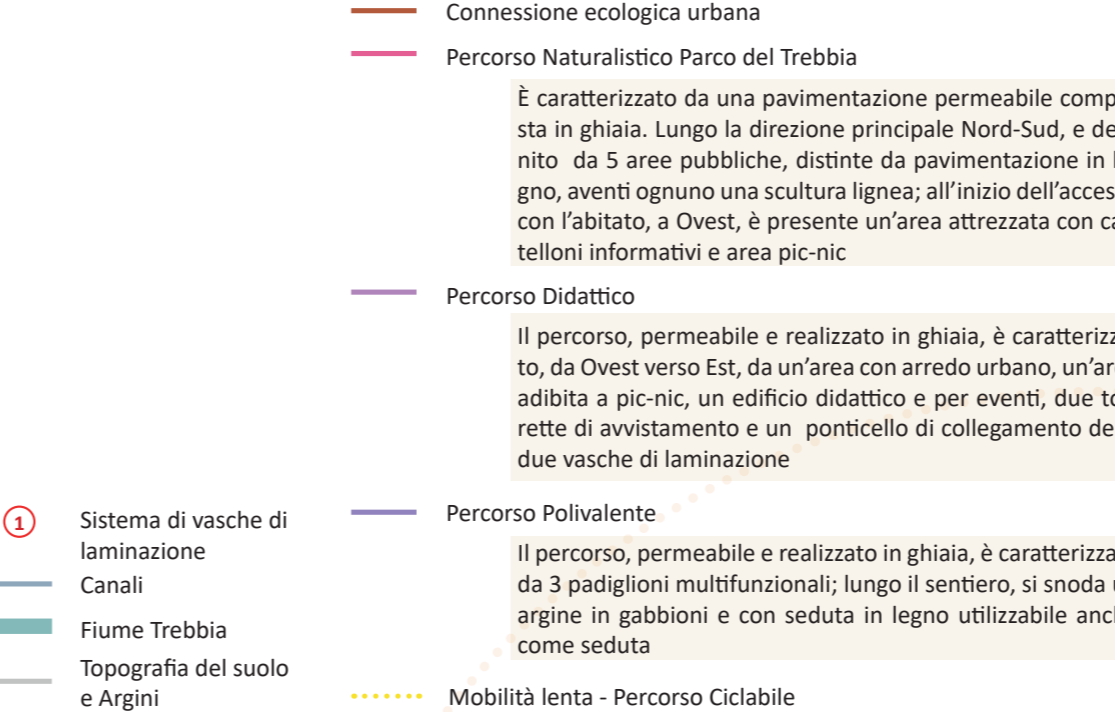 Connessione ecologica urbana
Percorso Naturalistico Parco del Trebbia
È caratterizzato da una pavimentazione permeabile comp
sta in ghiaia. Lungo la direzione principale Nord-Sud, e de
nito da 5 aree pubbliche, distinte da pavimentazione in l
gno, aventi ognuno una scultura lignea; all'inizio dell'acces
con l'abitato, a Ovest, è presente un'area attrezzata con ca
telloni informativi e area pic-nic
Percorso Didattico
Il percorso, permeabile e realizzato in ghiaia, è caratterizz
to, da Ovest verso Est, da un'area con arredo urbano, un'ar
adibita a pic-nic, un edificio didattico e per eventi, due to
rette di avvistamento e un ponticello di collegamento de
due vasche di laminazione
Percorso Polivalente
Il percorso, permeabile e realizzato in ghiaia, è caratterizza
da 3 padiglioni multifunzionali; lungo il sentiero, si snoda u
argine in gabbioni e con seduta in legno utilizzabile anc
come seduta
Mobilità lenta - Percorso Ciclabile
1 Sistema di vasche di
laminazione
Canali
Fiume Trebbia
Topografia del suolo
e Argini